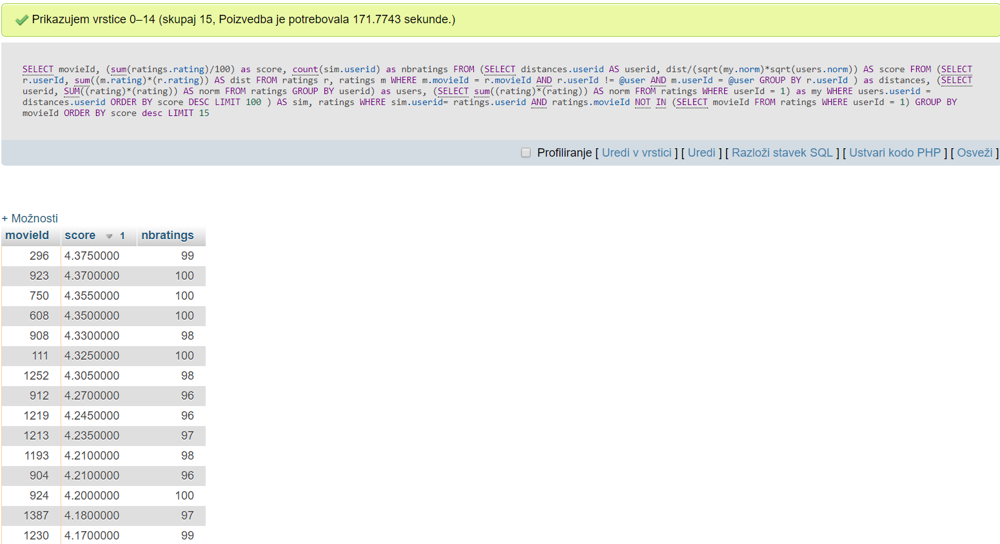 Prikazujem vrstice 0–14 (skupaj 15, Poizvedba je potrebovala 171.7743 sekunde.)
SELECT movieId, (sum(ratings.rating)/100) as score, count(sim.userid) as nbratings FROM (SELECT distances.userid AS userid, dist/(sqrt(my.norm)*sqrt(users.norm)) AS score FROM (SELECT
r.userId, sum((m.rating)*(r.rating)) AS dist FROM ratings r, ratings m WHERE m.movieId = r.movieId AND r.userId != @user AND m.userId = @user GROUP BY r.userId ) as distances, (SELECT
userid, SUM((rating)*(rating)) AS norm FROM ratings GROUP BY userid) as users, (SELECT sum((rating)*(rating)) AS norm FROM ratings WHERE userId = 1) as my WHERE users.userid =
distances.userid ORDER BY score DESC LIMIT 100 ) AS sim, ratings WHERE sim.userid= ratings.userid AND ratings.movieId NOT IN (SELECT movieId FROM ratings WHERE userId = 1) GROUP BY
movieId ORDER BY score desc LIMIT 15
Profiliranje [ Uredi v vrstici ] [ Uredi ] [ Razloži stavek SQL ] [ Ustvari kodo PHP ] [ Osveži ]
+ Možnosti
movieId score 1 nbratings
296 4.3750000 99
923 4.3700000 100
750 4.3550000 100
608 4.3500000 100
908 4.3300000 98
111 4.3250000 100
1252 4.3050000 98
912 4.2700000 96
1219 4.2450000 96
1213 4.2350000 97
1193 4.2100000 98
904 4.2100000 96
924 4.2000000 100
1387 4.1800000 97
1230 4.1700000 99